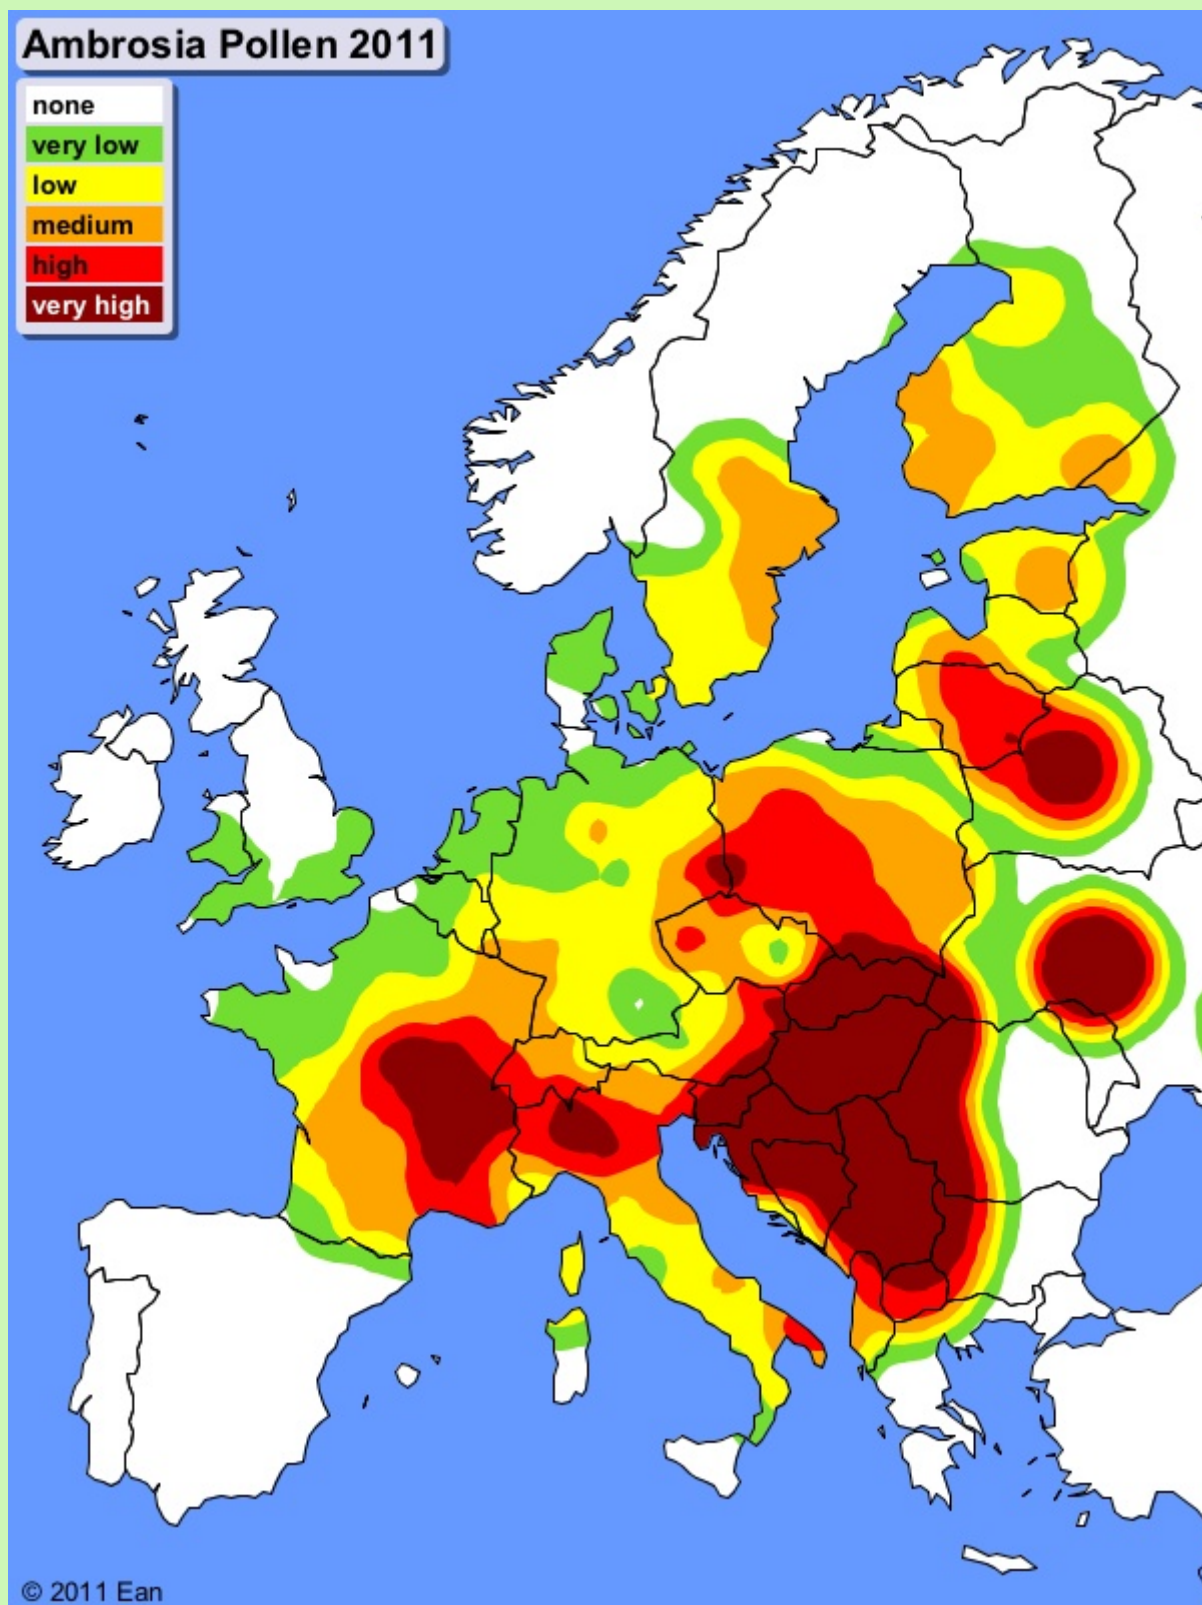 Ambrosia Pollen 2011
none
very low
low
medium
high
very high
© 2011 Ean